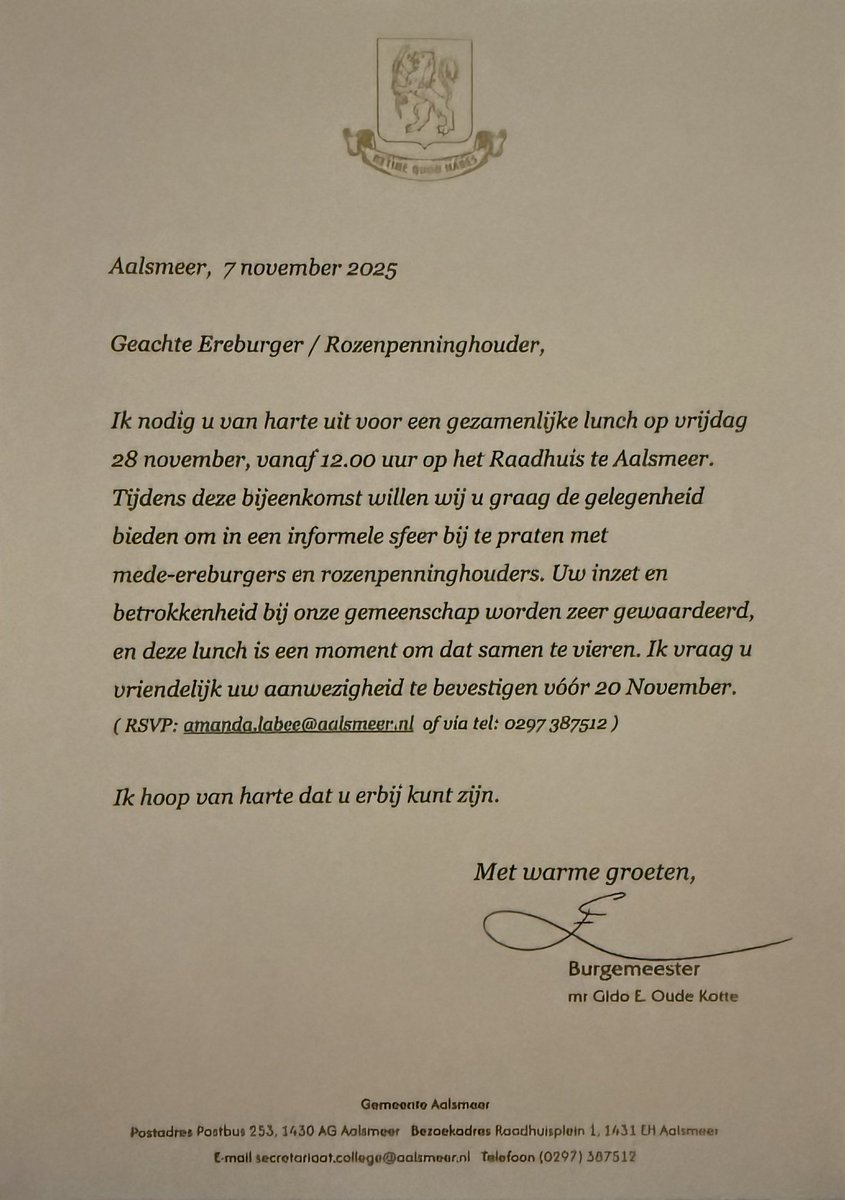 RETINE QUOD HABES
Aalsmeer, 7 november 2025
Geachte Ereburger / Rozenpenninghouder,
Ik nodig u van harte uit voor een gezamenlijke lunch op vrijdag
28 november, vanaf 12.00 uur op het Raadhuis te Aalsmeer.
Tijdens deze bijeenkomst willen wij u graag de gelegenheid
bieden om in een informele sfeer bij te praten met
mede-ereburgers en rozenpenninghouders. Uw inzet en
betrokkenheid bij onze gemeenschap worden zeer gewaardeerd,
en deze lunch is een moment om dat samen te vieren. Ik vraag u
vriendelijk uw aanwezigheid te bevestigen vóór 20 November.
( RSVP: amanda.labee@aalsmeer.nl of via tel: 0297 387512 )
Ik hoop van harte dat u erbij kunt zijn.
Met warme groeten,
Burgemeester
mr Gido E. Oude Kotte
Gemeente Aalsmeer
Postadres Postbus 253, 1430 AG Aalsmeer Bezoekadres Raadhuisplein 1, 1431 EH Aalsmeer
E-mail secretariaat.college@aalsmeer.nl Telefoon (0297) 387512